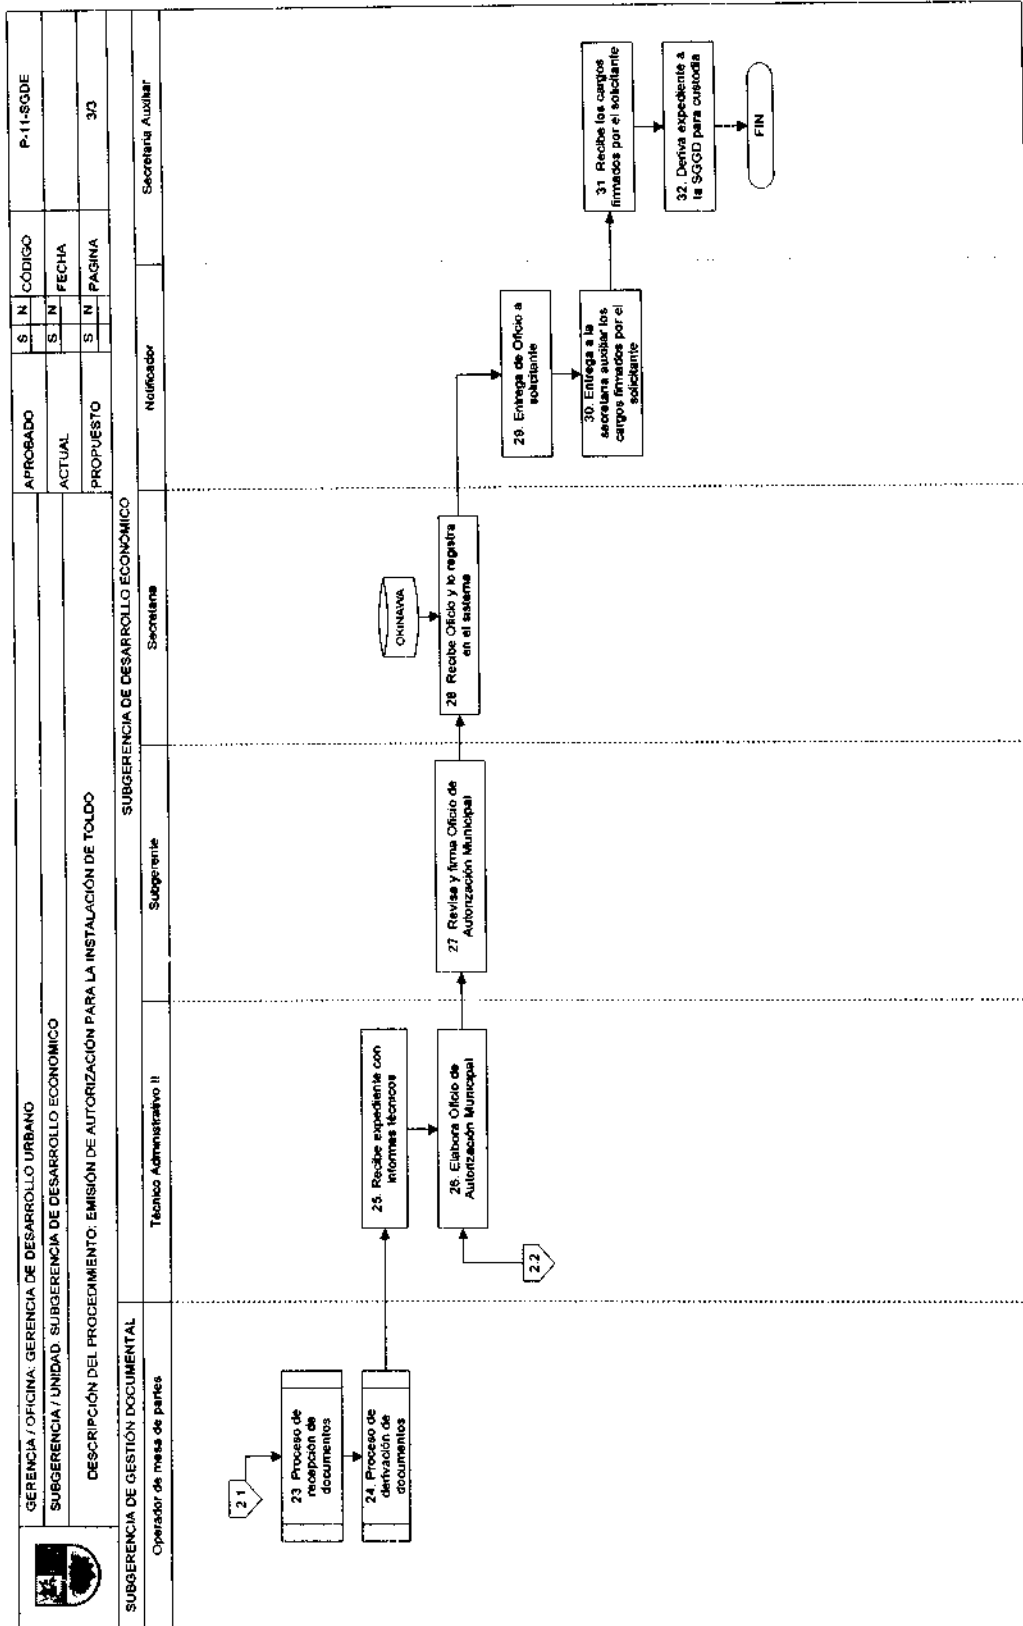 GERENCIA / OFICINA: GERENCIA DE DESARROLLO URBANO
APROBADO
S N
CÓDIGO
P-11-SGDE
SUBGERENCIA / UNIDAD: SUBGERENCIA DE DESARROLLO ECONOMICO
ACTUAL
S N
FECHA
DESCRIPCIÓN DEL PROCEDIMIENTO: EMISIÓN DE AUTORIZACIÓN PARA LA INSTALACIÓN DE TOLDO
PROPUESTO
S N
PAGINA
3/3
SUBGERENCIA DE GESTIÓN DOCUMENTAL
SUBGERENCIA DE DESARROLLO ECONÓMICO
Operador de mesa de partes
Técnico Administrativo II
Subgerente
Secretaria
Notificador
Secretaria Auxiliar
2.1
23 Proceso de
recepción de
documentos
24. Proceso de
derivación de
documentos
25. Recibe expediente con
informes técnicos
26. Elabora Oficio de
Autorización Municipal
2.2
27 Revisa y firma Oficio de
Autorización Municipal
OKINAWA
28 Recibe Oficio y lo registra
en el sistema
29. Entrega de Oficio a
solicitante
30. Entrega a la
secretaria auxiliar los
cargos firmados por el
solicitante
31 Recibe los cargos
firmados por el solicitante
32. Deriva expediente a
la SGGD para custodia
FIN